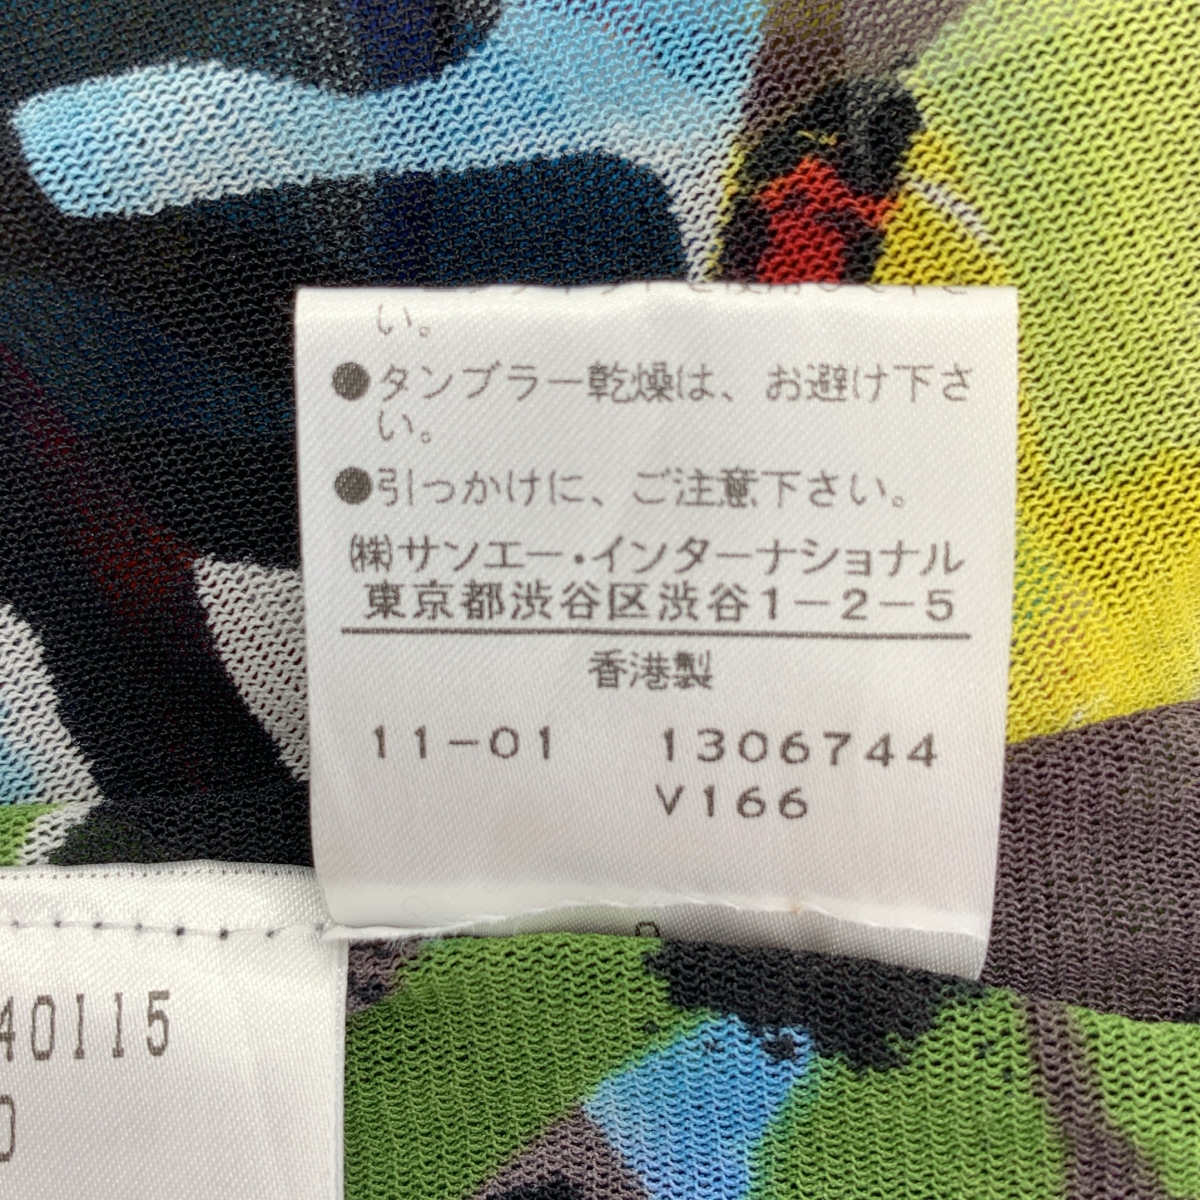 い。
●タンブラー乾燥は、お避け下さ
い。
●引っかけに、ご注意下さい。
㈱サンエー・インターナショナル
東京都渋谷区渋谷1-2-5
香港製
11-01 1306744
V166
40115
0